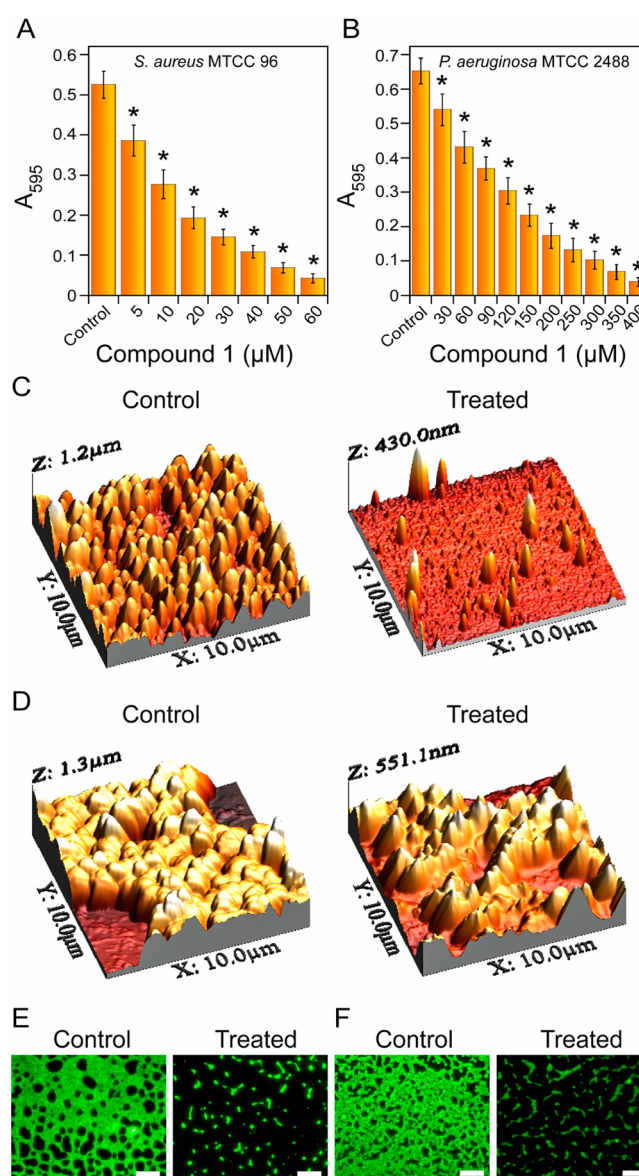 A
B
S. aureus MTCC 96
P. aeruginosa MTCC 2488
0.6
0.5
0.4
0.3
0.2
0.1
0
A595
Control
5
10
20
30
40
50
60
Compound 1 (µM)
0.7
0.6
0.5
0.4
0.3
0.2
0.1
0
A595
Control
30
60
90
120
150
200
250
300
350
400
Compound 1 (µM)
* * * * * * *
* * * * * * * * * *
C
Control
Treated
Z: 1.2µm
Y: 10.0µm
X: 10.0µm
Z: 430.0nm
Y: 10.0µm
X: 10.0µm
D
Control
Treated
Z: 1.3µm
Y: 10.0µm
X: 10.0µm
Z: 551.1nm
Y: 10.0µm
X: 10.0µm
E
F
Control
Treated
Control
Treated